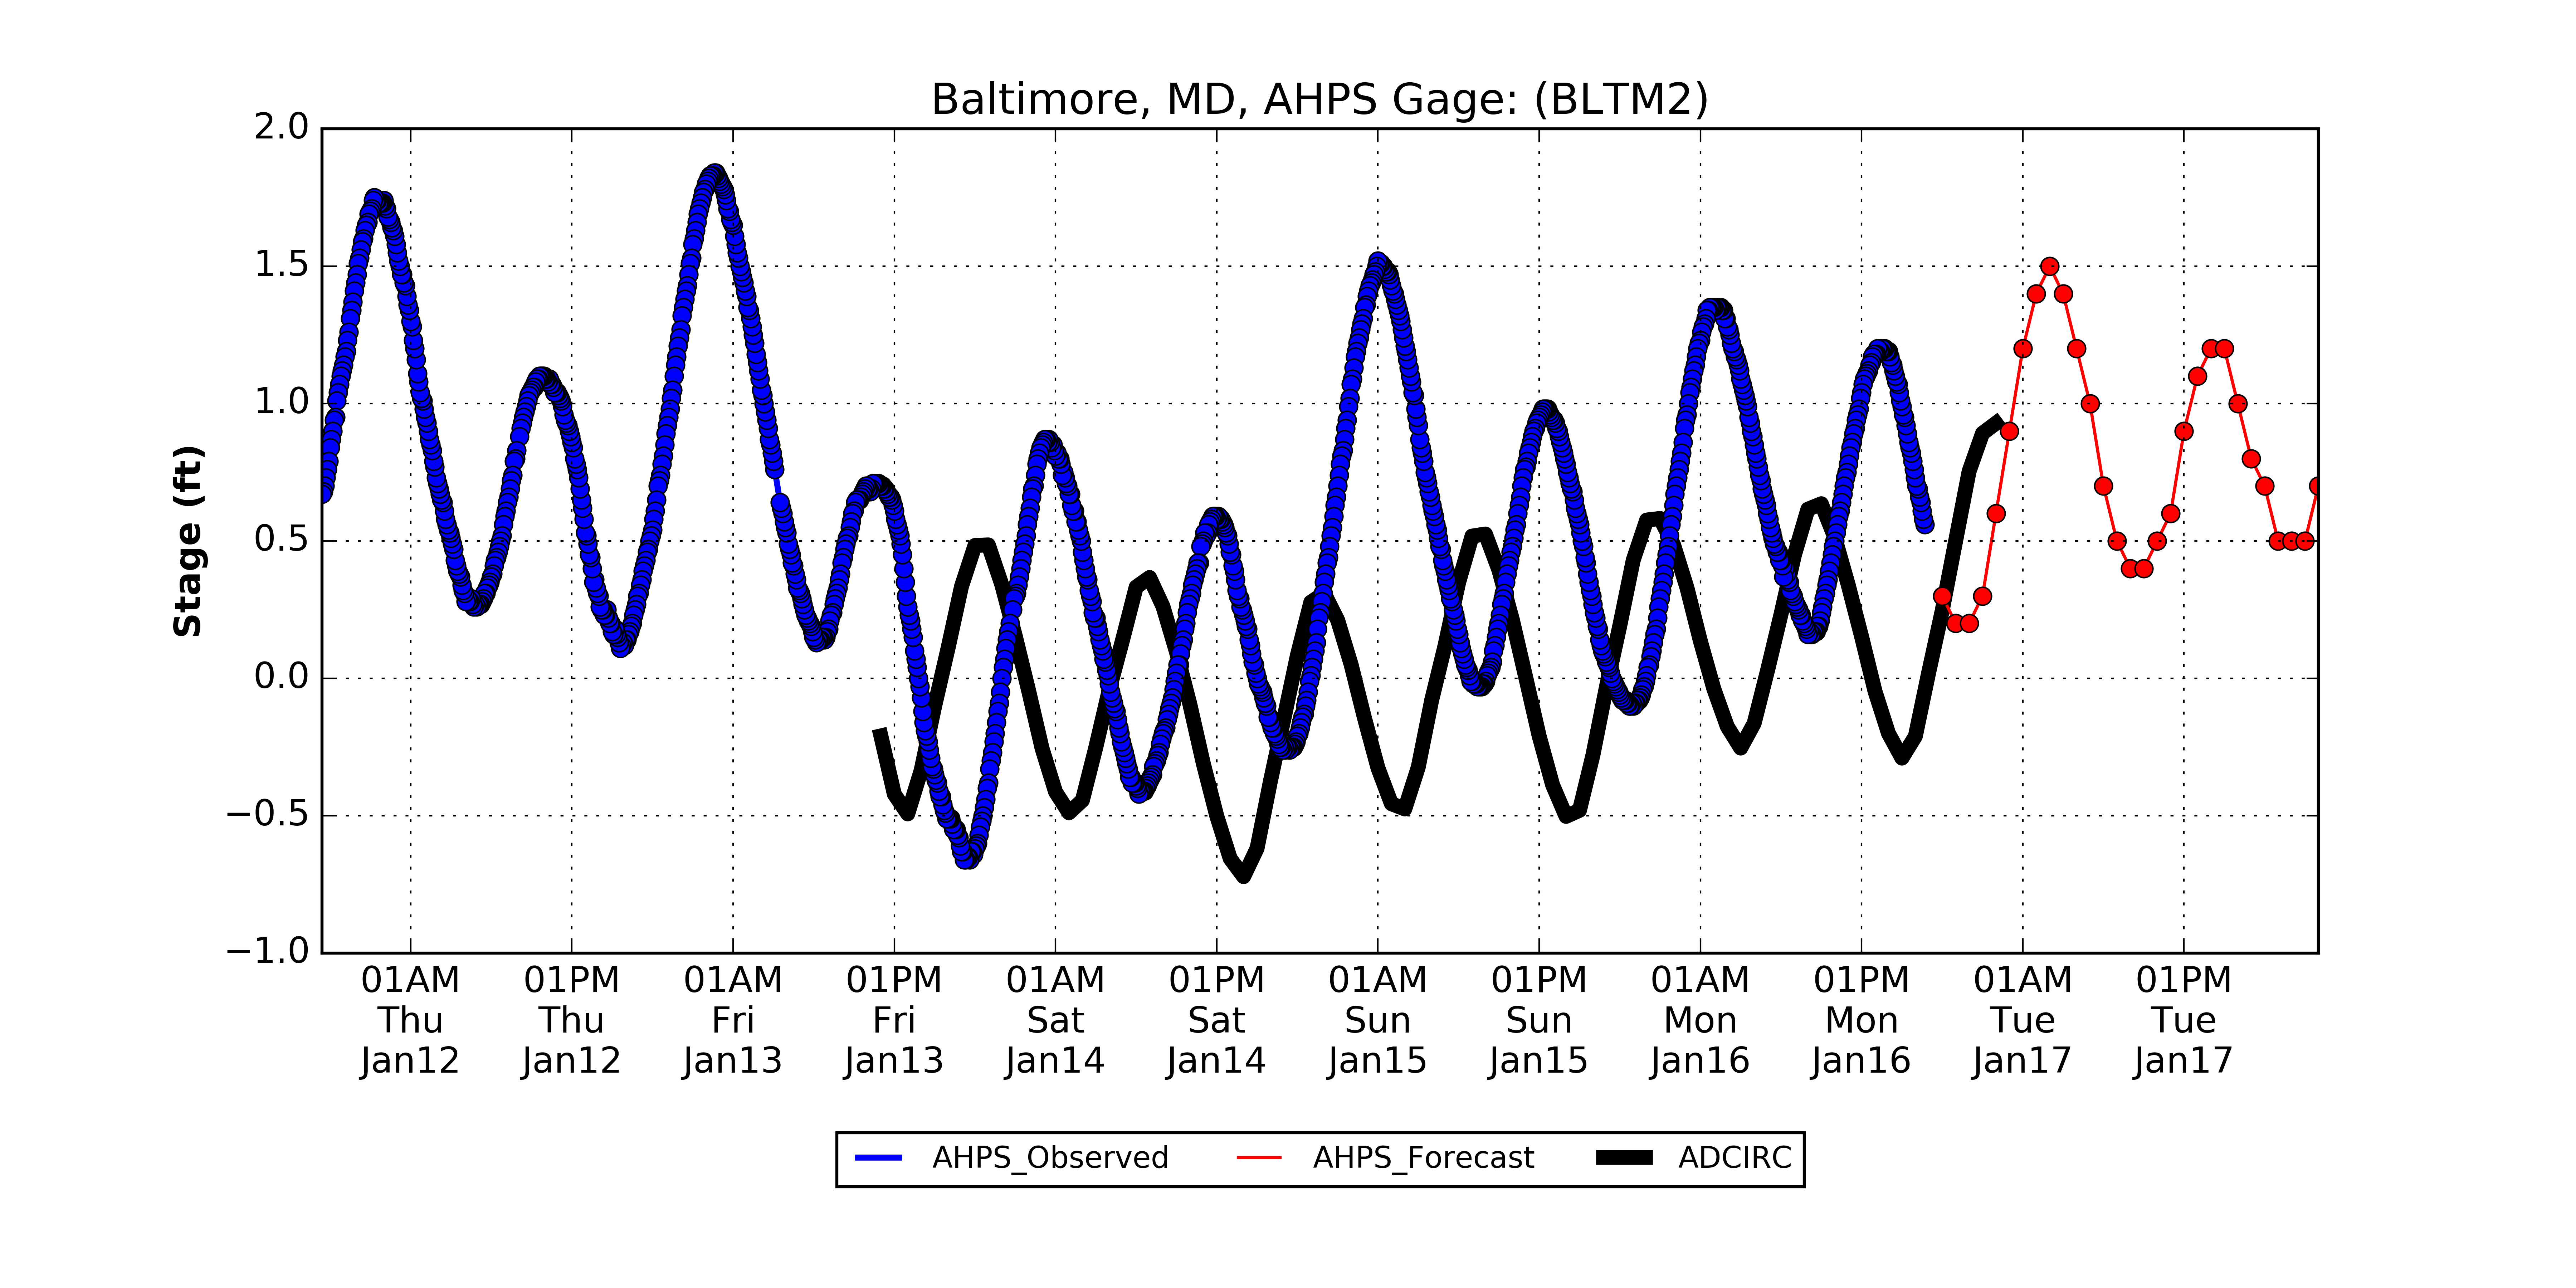 Baltimore, MD, AHPS Gage: (BLTM2)
Stage (ft)
2.0
1.5
1.0
0.5
0.0
−0.5
−1.0
01AM 01PM 01AM 01PM 01AM 01PM 01AM 01PM 01AM 01PM 01AM 01PM
Thu Thu Fri Fri Sat Sat Sun Sun Mon Mon Tue Tue
Jan12 Jan12 Jan13 Jan13 Jan14 Jan14 Jan15 Jan15 Jan16 Jan16 Jan17 Jan17
AHPS_Observed AHPS_Forecast ADCIRC